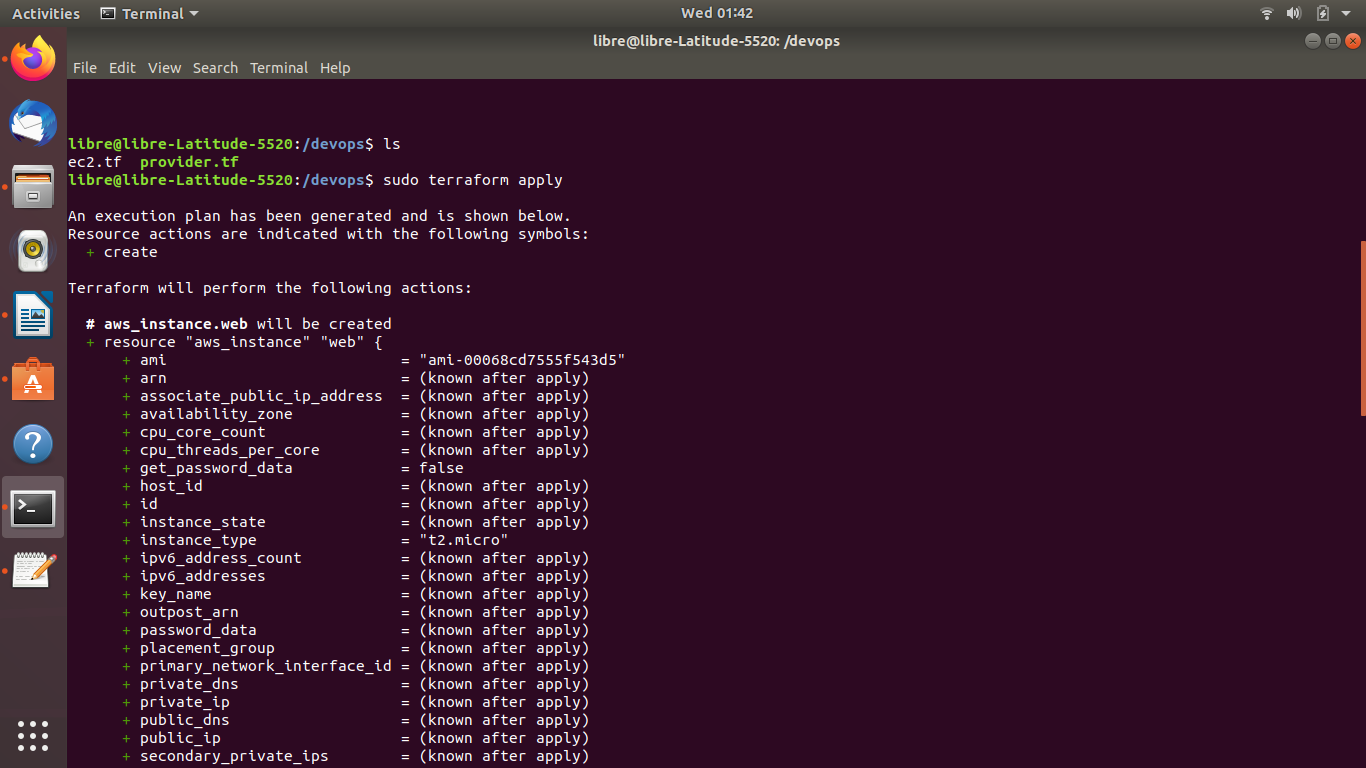 Activities Terminal Wed 01:42
libre@libre-Latitude-5520: /devops
File Edit View Search Terminal Help
libre@libre-Latitude-5520:/devops$ ls
ec2.tf  provider.tf
libre@libre-Latitude-5520:/devops$ sudo terraform apply
An execution plan has been generated and is shown below.
Resource actions are indicated with the following symbols:
  + create
Terraform will perform the following actions:
  # aws_instance.web will be created
  + resource "aws_instance" "web" {
      + ami                          = "ami-00068cd7555f543d5"
      + arn                          = (known after apply)
      + associate_public_ip_address  = (known after apply)
      + availability_zone            = (known after apply)
      + cpu_core_count               = (known after apply)
      + cpu_threads_per_core         = (known after apply)
      + get_password_data            = false
      + host_id                      = (known after apply)
      + id                           = (known after apply)
      + instance_state               = (known after apply)
      + instance_type                = "t2.micro"
      + ipv6_address_count           = (known after apply)
      + ipv6_addresses               = (known after apply)
      + key_name                     = (known after apply)
      + outpost_arn                  = (known after apply)
      + password_data                = (known after apply)
      + placement_group              = (known after apply)
      + primary_network_interface_id = (known after apply)
      + private_dns                  = (known after apply)
      + private_ip                   = (known after apply)
      + public_dns                   = (known after apply)
      + public_ip                    = (known after apply)
      + secondary_private_ips        = (known after apply)